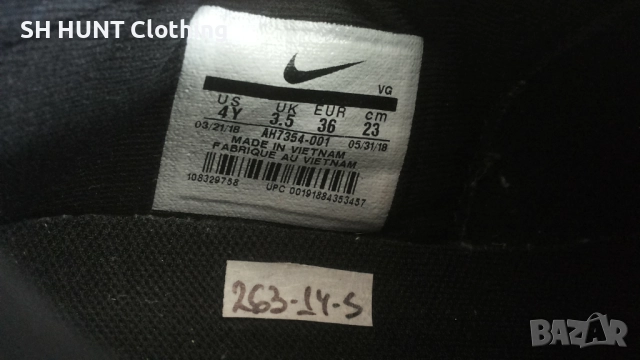 SH HUNT Clothing
VG
US UK EUR cm
4Y 3.5 36 23
03/21/18 AH7354-001 05/31/18
MADE IN VIETNAM
FABRIQUE AU VIETNAM
108329758 UPC 00191884353457
263-14-S
BAZAR